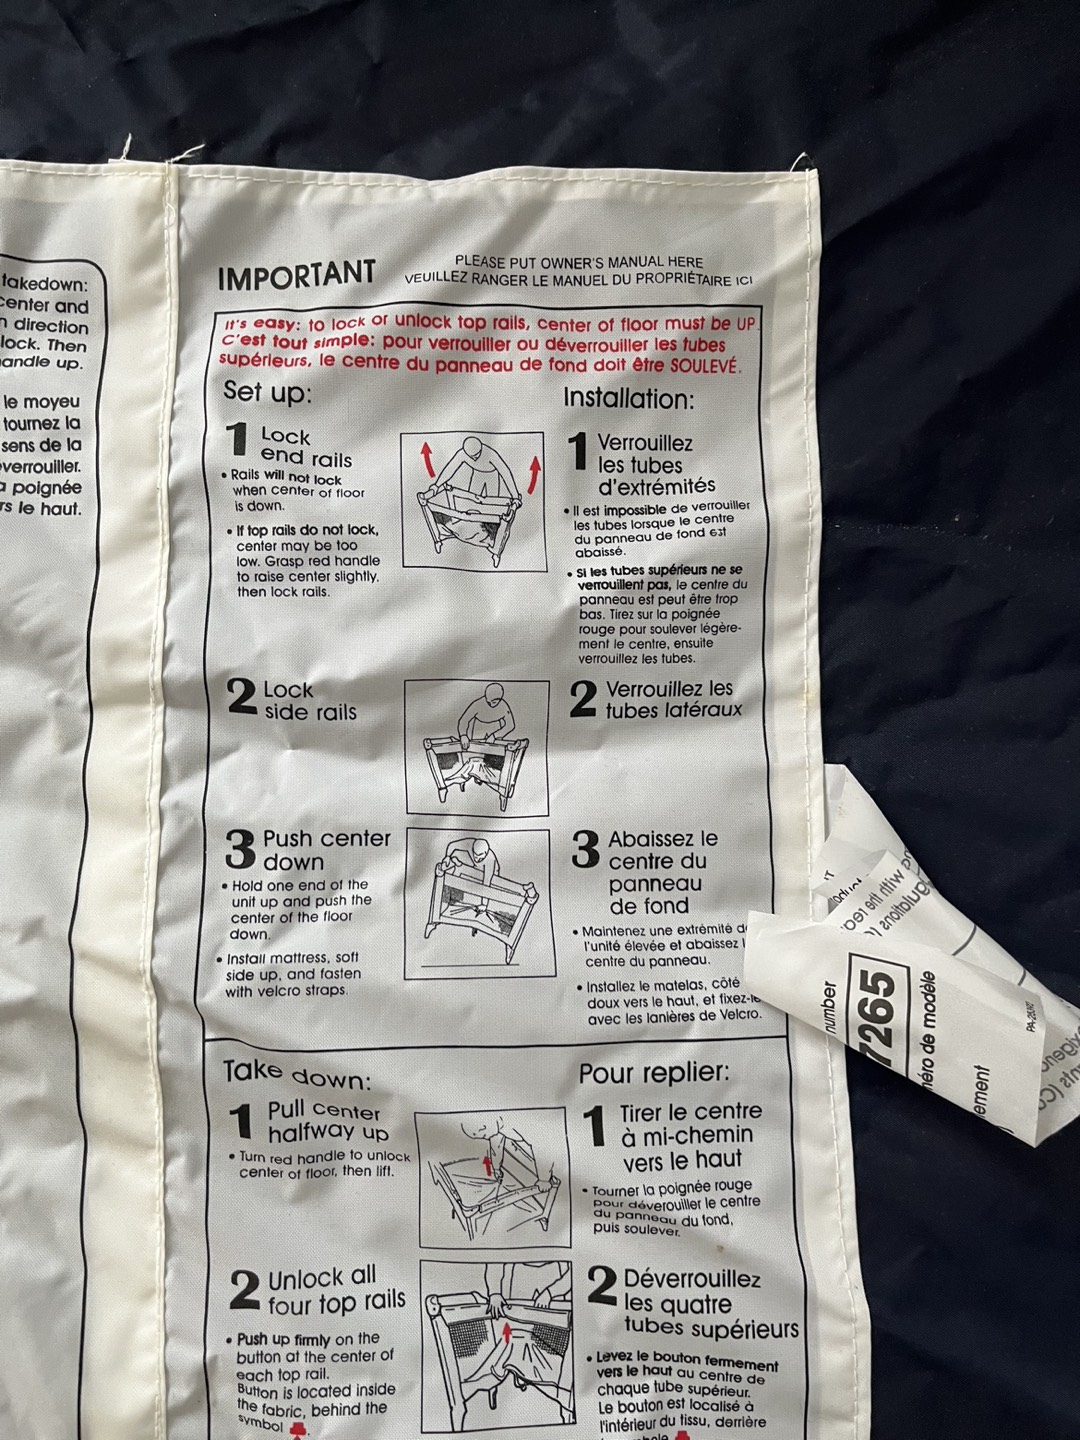 takedown:
center and
direction
lock. Then
handle up.
le moyeu
tournez la
sens de la
verrouiller.
poignée
rs le haut.
IMPORTANT
PLEASE PUT OWNER'S MANUAL HERE
VEUILLEZ RANGER LE MANUEL DU PROPRIÉTAIRE ICI
It's easy: to lock or unlock top rails, center of floor must be UP.
C'est tout simple: pour verrouiller ou déverrouiller les tubes
supérieurs, le centre du panneau de fond doit être SOULEVÉ.
Set up:
1 Lock
end rails
• Rails will not lock
when center of floor
is down.
• If top rails do not lock,
center may be too
low. Grasp red handle
to raise center slightly,
then lock rails.
2 Lock
side rails
3 Push center
down
• Hold one end of the
unit up and push the
center of the floor
down.
• Install mattress, soft
side up, and fasten
with velcro straps.
Installation:
1 Verrouillez
les tubes
d'extrémités
• Il est impossible de verrouiller
les tubes lorsque le centre
du panneau de fond est
abaissé.
• Si les tubes supérieurs ne se
verrouillent pas, le centre du
panneau est peut être trop
bas. Tirez sur la poignée
rouge pour soulever légère-
ment le centre, ensuite
verrouillez les tubes.
2 Verrouillez les
tubes latéraux
3 Abaissez le
centre du
panneau
de fond
• Maintenez une extrémité d
l'unité élevée et abaissez l
centre du panneau.
• Installez le matelas, côté
doux vers le haut, et fixez-le
avec les lanières de Velcro.
Take down:
1 Pull center
halfway up
• Turn red handle to unlock
center of floor, then lift.
2 Unlock all
four top rails
• Push up firmly on the
button at the center of
each top rail.
Button is located inside
the fabric, behind the
symbol
Pour replier:
1 Tirer le centre
à mi-chemin
vers le haut
• Tourner la poignée rouge
pour déverouiller le centre
du panneau du fond,
puis soulever.
2 Déverrouillez
les quatre
tubes supérieurs
• Levez le bouton fermement
vers le haut au centre de
chaque tube supérieur.
Le bouton est localisé à
l'intérieur du tissu, derrière
number
7265
éro de modèle
ement
with the
gulations